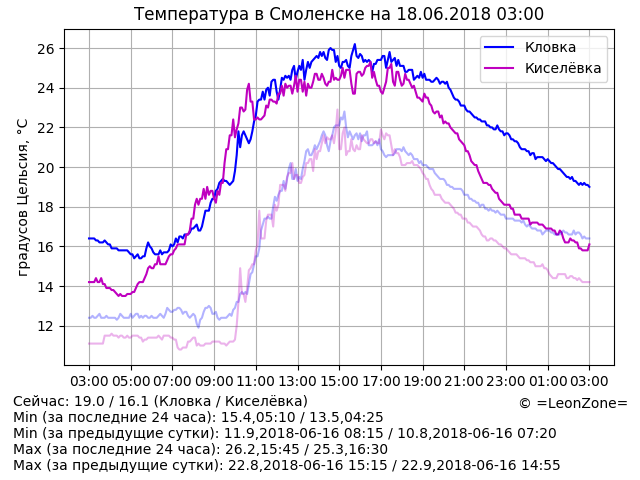 Температура в Смоленске на 18.06.2018 03:00
градусов Цельсия, °C
26
24
22
20
18
16
14
12
Кловка
Киселёвка
03:00 05:00 07:00 09:00 11:00 13:00 15:00 17:00 19:00 21:00 23:00 01:00 03:00
Сейчас: 19.0 / 16.1 (Кловка / Киселёвка)
© =LeonZone=
Min (за последние 24 часа): 15.4,05:10 / 13.5,04:25
Min (за предыдущие сутки): 11.9,2018-06-16 08:15 / 10.8,2018-06-16 07:20
Max (за последние 24 часа): 26.2,15:45 / 25.3,16:30
Max (за предыдущие сутки): 22.8,2018-06-16 15:15 / 22.9,2018-06-16 14:55